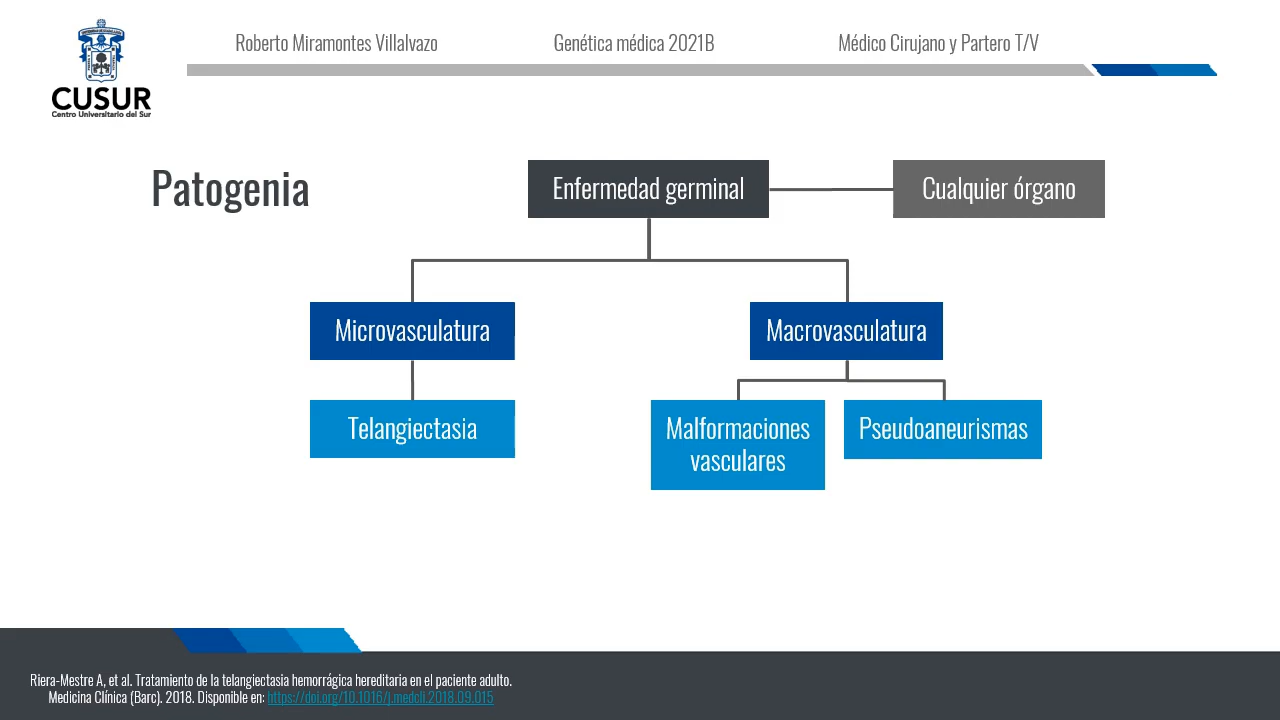 Roberto Miramontes Villalvazo
Genética médica 2021B
Médico Cirujano y Partero T/V
CUSUR
Centro Universitario del Sur
Patogenia
Enfermedad germinal
Cualquier órgano
Microvasculatura
Macrovasculatura
Telangiectasia
Malformaciones
vasculares
Pseudoaneurismas
Riera-Mestre A, et al. Tratamiento de la telangiectasia hemorrágica hereditaria en el paciente adulto.
Medicina Clínica (Barc). 2018. Disponible en: https://doi.org/10.1016/j.medcli.2018.09.015